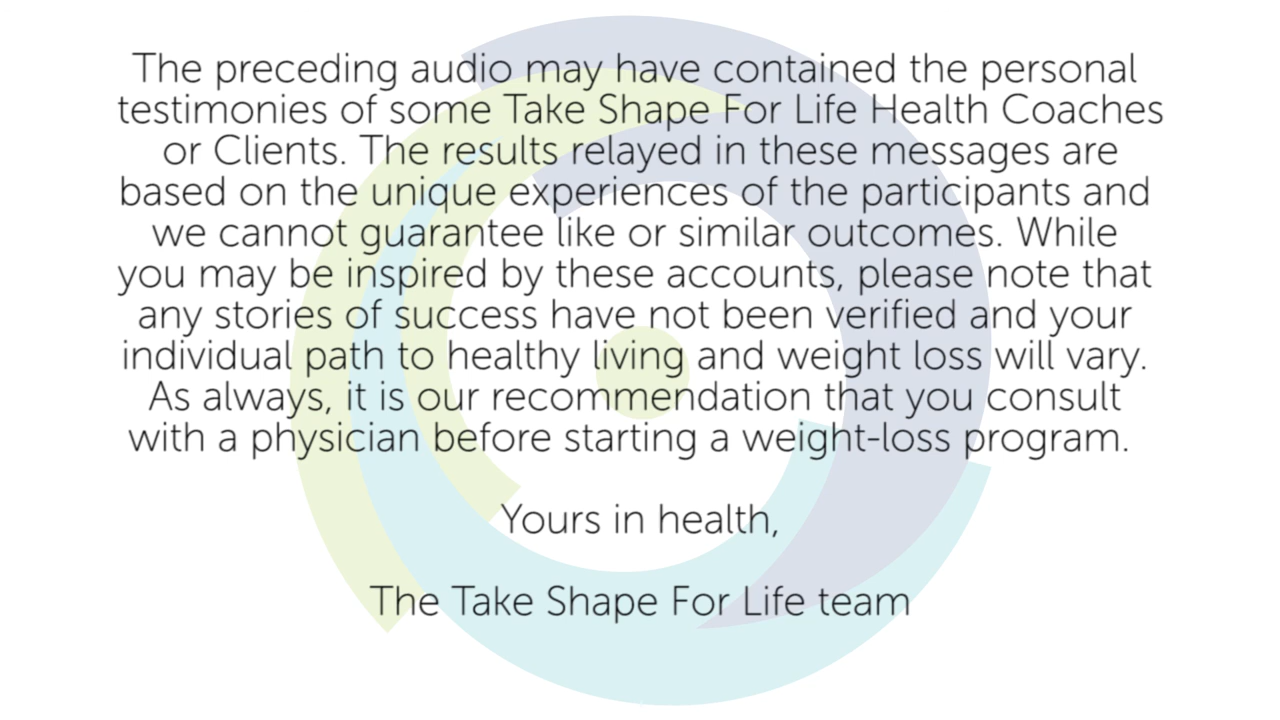 The preceding audio may have contained the personal
testimonies of some Take Shape For Life Health Coaches
or Clients. The results relayed in these messages are
based on the unique experiences of the participants and
we cannot guarantee like or similar outcomes. While
you may be inspired by these accounts, please note that
any stories of success have not been verified and your
individual path to healthy living and weight loss will vary.
As always, it is our recommendation that you consult
with a physician before starting a weight-loss program.
Yours in health,
The Take Shape For Life team